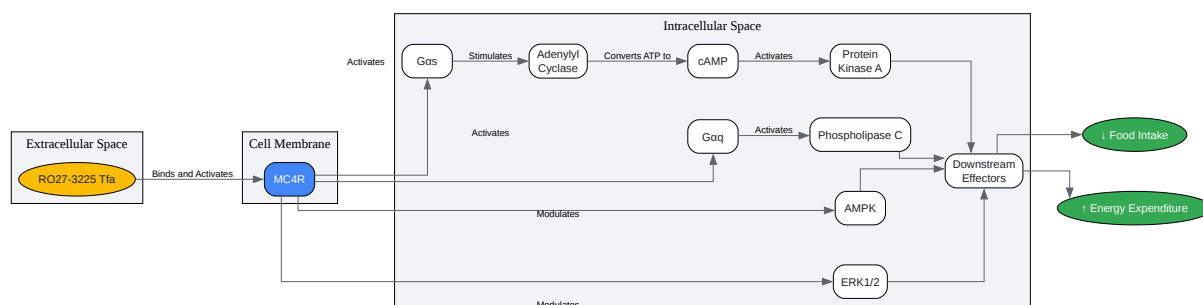 Intracellular Space
Activates
Gαs
Stimulates
Adenylyl
Cyclase
Converts ATP to
cAMP
Activates
Protein
Kinase A
Extracellular Space
RO27-3225 Tfa
Binds and Activates
Cell Membrane
MC4R
Activates
Gαq
Activates
Phospholipase C
Downstream
Effectors
↓ Food Intake
↑ Energy Expenditure
Modulates
AMPK
ERK1/2
Modulates